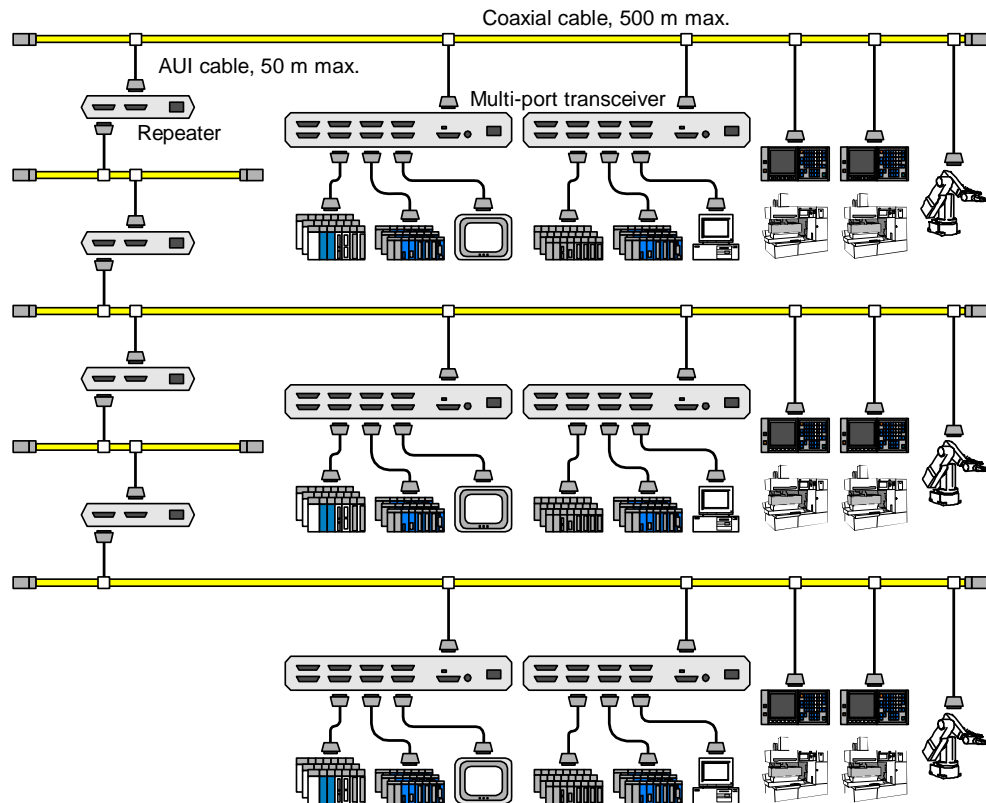 Coaxial cable, 500 m max.
AUI cable, 50 m max.
Multi-port transceiver
Repeater